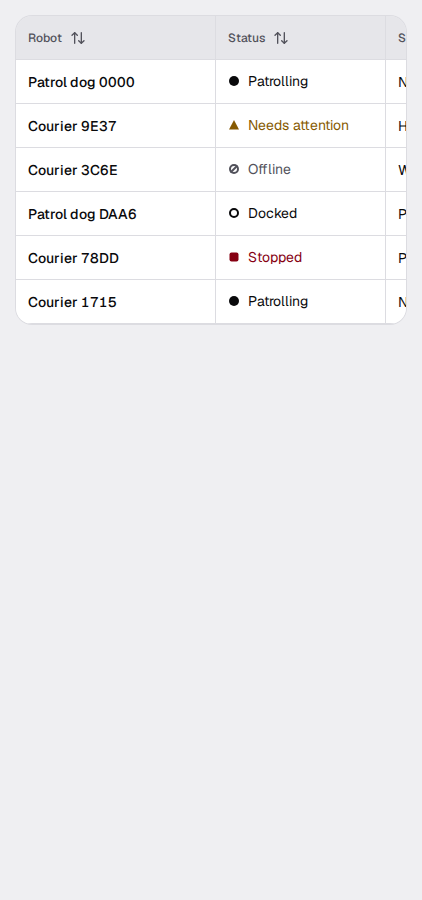 Robot Status S
Patrol dog 0000 Patrolling N
Courier 9E37 Needs attention H
Courier 3C6E Offline W
Patrol dog DAA6 Docked P
Courier 78DD Stopped P
Courier 1715 Patrolling N